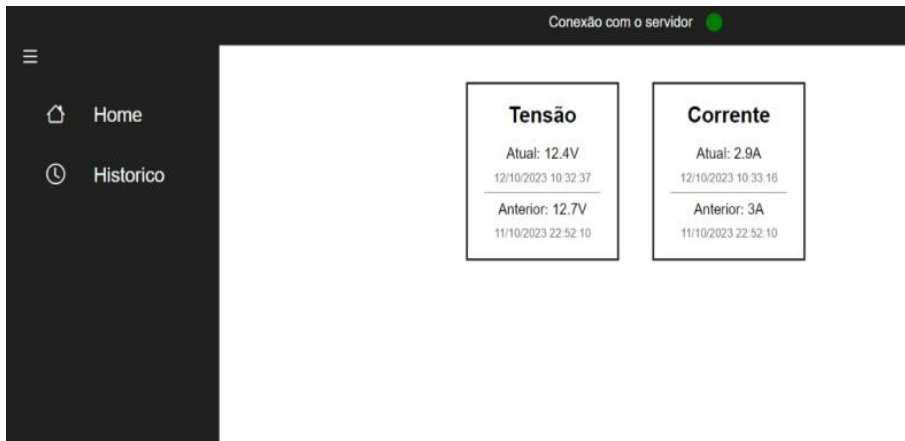 Conexão com o servidor
Home
Historico
Tensão
Atual: 12.4V
12/10/2023 10:32:37
Anterior: 12.7V
11/10/2023 22:52:10
Corrente
Atual: 2.9A
12/10/2023 10:33:16
Anterior: 3A
11/10/2023 22:52:10